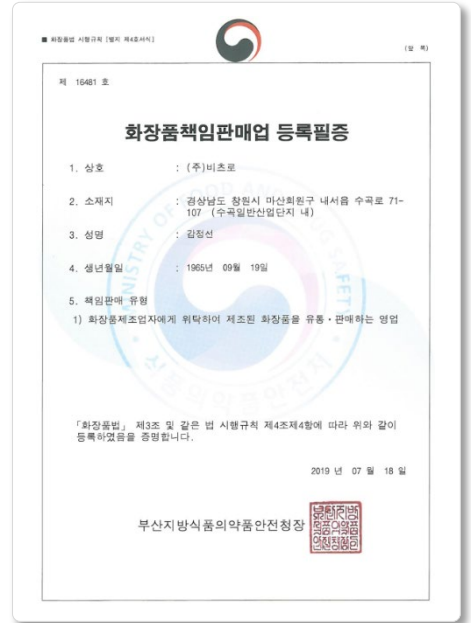 ■ 화장품법 시행규칙 [별지 제4호서식]
(앞 쪽)
제 16481 호
화장품책임판매업 등록필증
1. 상호 : (주)비츠로
2. 소재지 : 경상남도 창원시 마산회원구 내서읍 수곡로 71-
107 (수곡일반산업단지 내)
3. 성명 : 감정선
4. 생년월일 : 1965년 09월 19일
5. 책임판매 유형
1) 화장품제조업자에게 위탁하여 제조된 화장품을 유통·판매하는 영업
「화장품법」 제3조 및 같은 법 시행규칙 제4조제4항에 따라 위와 같이
등록하였음을 증명합니다.
2019 년 07 월 18 일
부산지방식품의약품안전청장